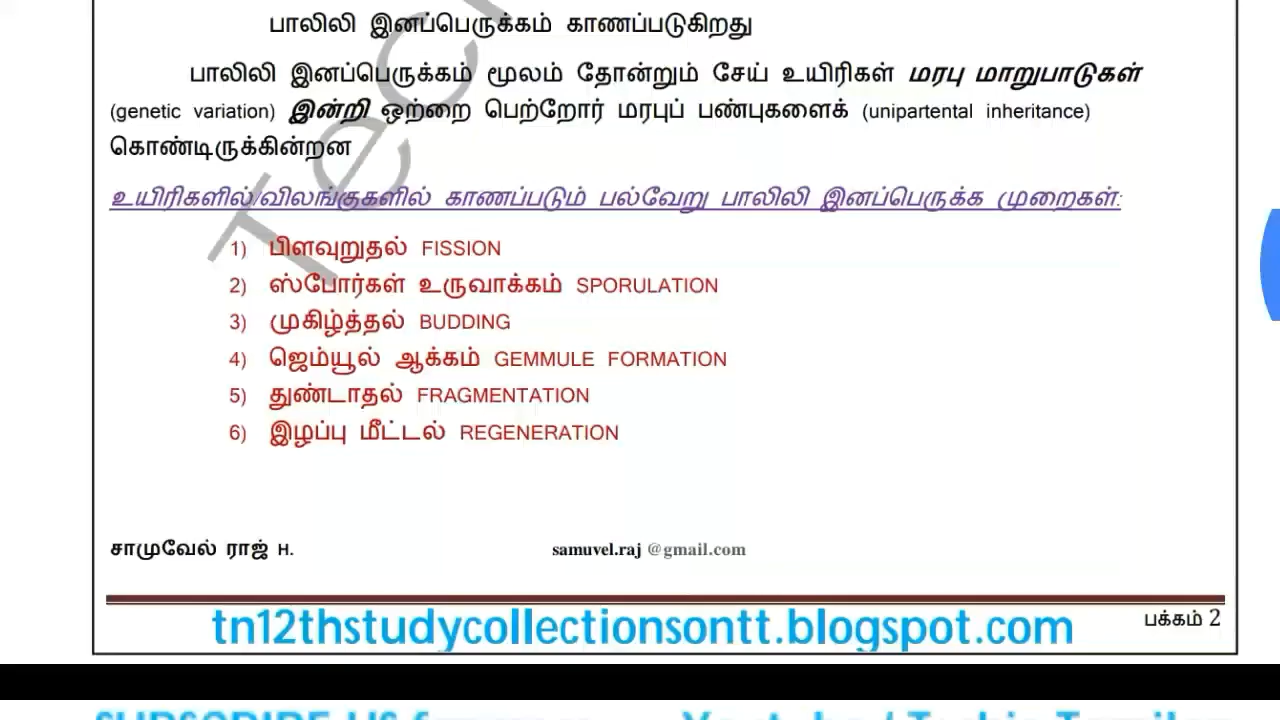 பாலிலி இனப்பெருக்கம் காணப்படுகிறது
பாலிலி இனப்பெருக்கம் மூலம் தோன்றும் சேய் உயிரிகள் மரபு மாறுபாடுகள்
(genetic variation) இன்றி ஒற்றை பெற்றோர் மரபுப் பண்புகளைக் (unipartental inheritance)
கொண்டிருக்கின்றன
உயிரிகளில்/விலங்குகளில் காணப்படும் பல்வேறு பாலிலி இனப்பெருக்க முறைகள்:
1) பிளவுறுதல் FISSION
2) ஸ்போர்கள் உருவாக்கம் SPORULATION
3) முகிழ்த்தல் BUDDING
4) ஜெம்யூல் ஆக்கம் GEMMULE FORMATION
5) துண்டாதல் FRAGMENTATION
6) இழப்பு மீட்டல் REGENERATION
சாமுவேல் ராஜ் H. samuvel.raj @gmail.com
tn12thstudycollectionsontt.blogspot.com
பக்கம் 2